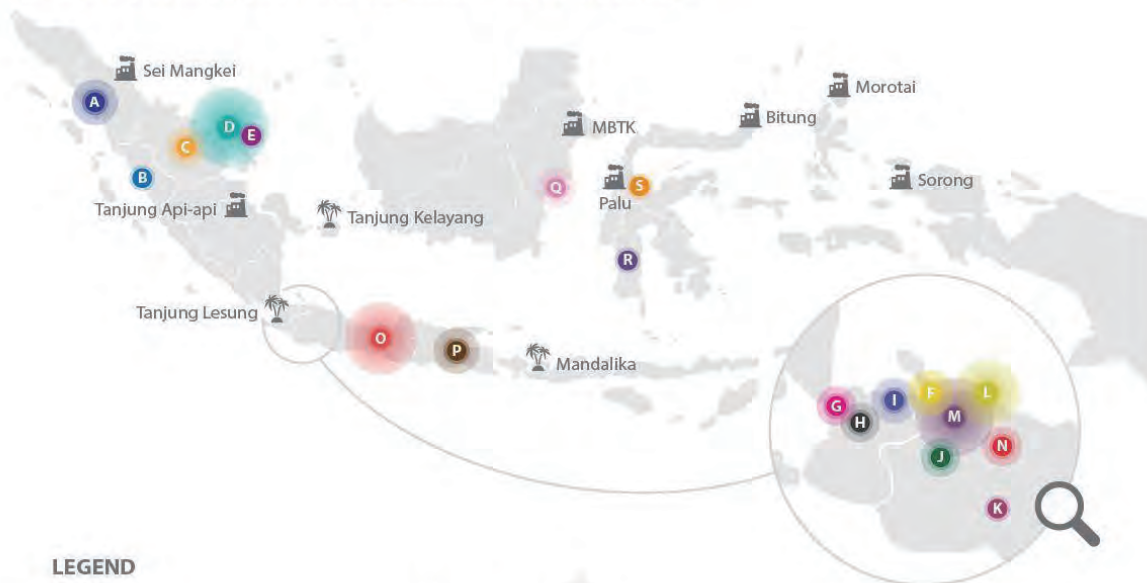 Morotai
Sei Mangkei
A
D
E
Bitung
MBTK
C
B
Q
S
Sorong
Palu
Tanjung Api-api
Tanjung Kelayang
R
Tanjung Lesung
O
P
Mandalika
F
L
I
G
M
H
N
J
K
LEGEND